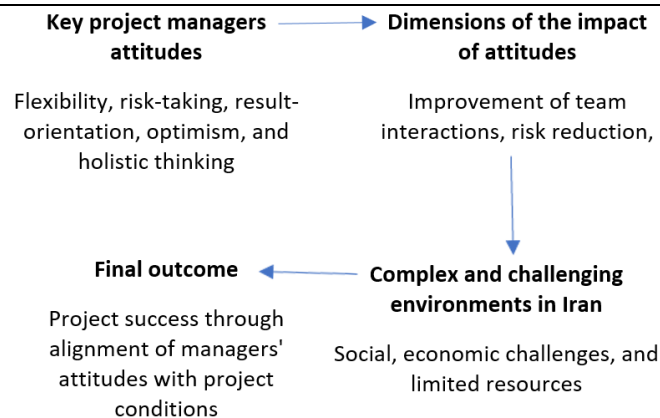 Key project managers
attitudes
Flexibility, risk-taking, result-
orientation, optimism, and
holistic thinking
Dimensions of the impact
of attitudes
Improvement of team
interactions, risk reduction,
Complex and challenging
environments in Iran
Social, economic challenges, and
limited resources
Final outcome
Project success through
alignment of managers'
attitudes with project
conditions